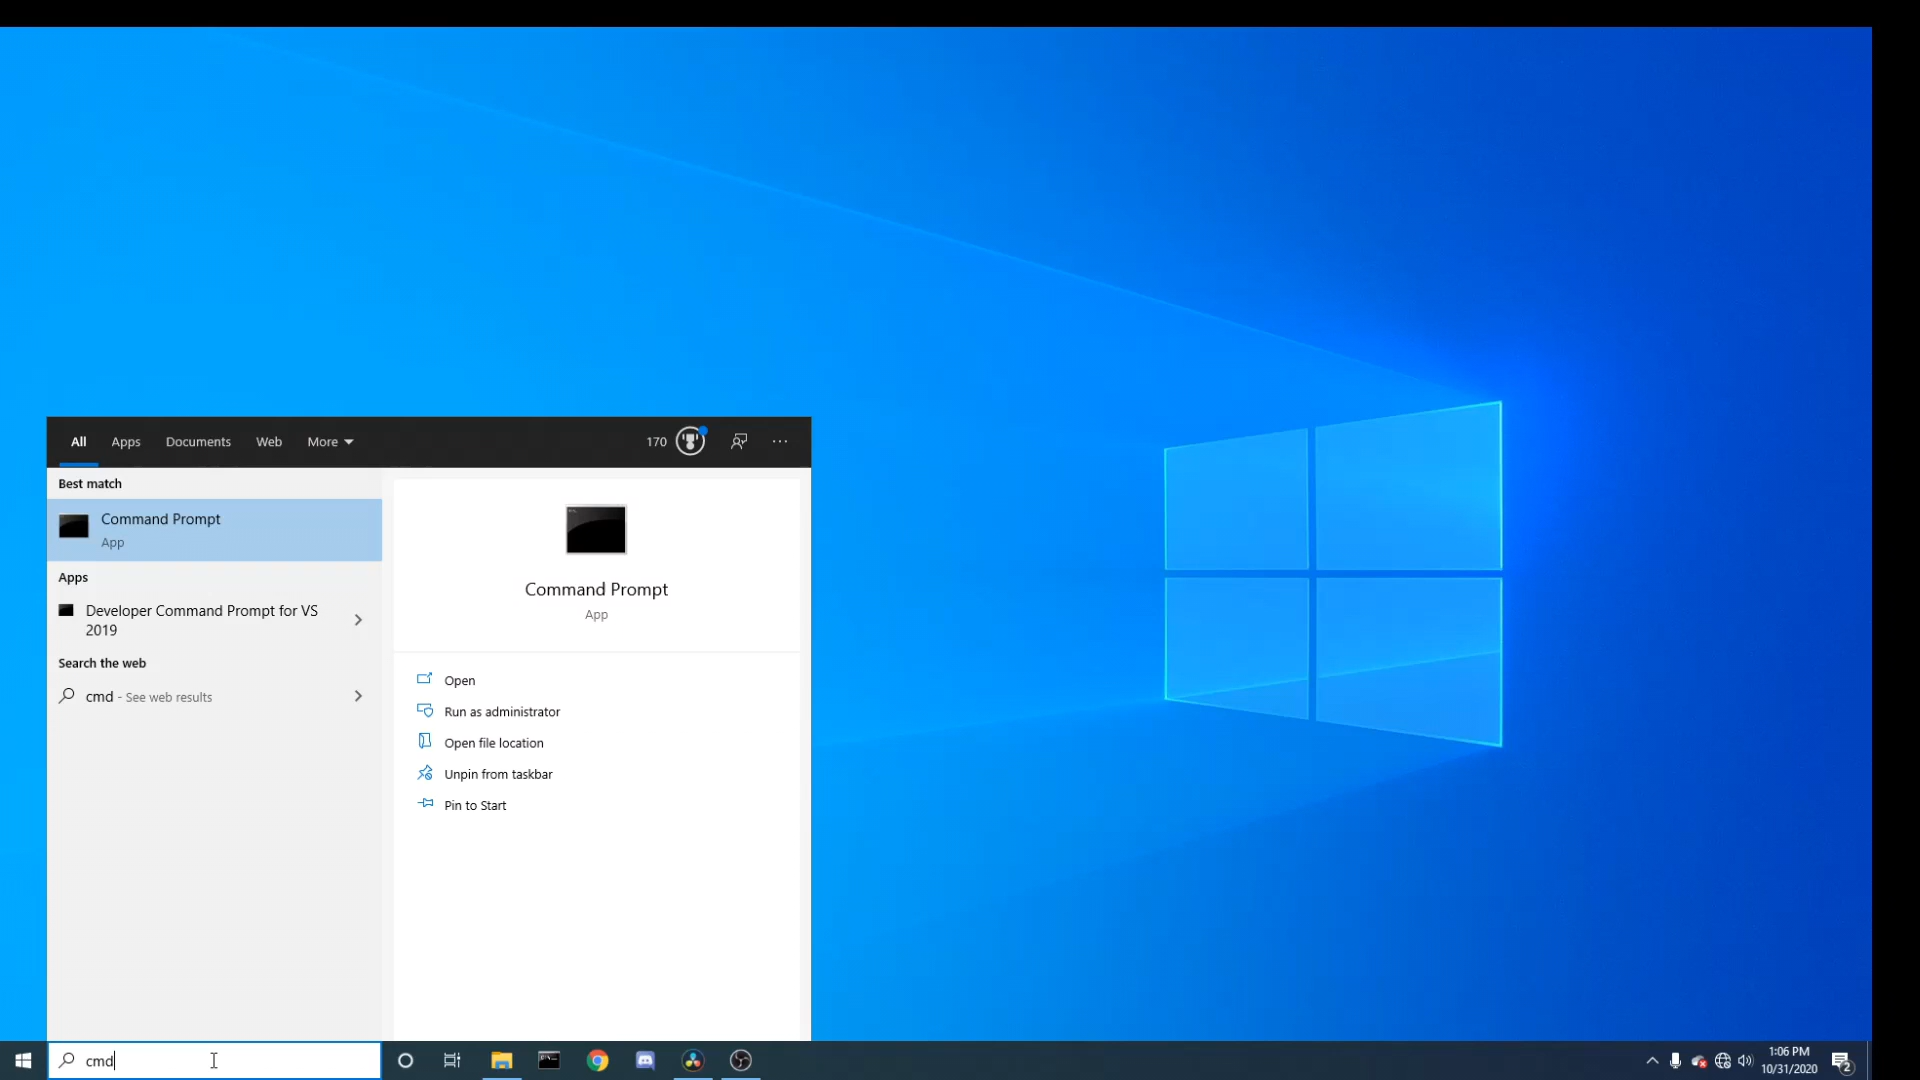 All Apps Documents Web More 170
Best match
Command Prompt
App
Apps
Developer Command Prompt for VS
2019
Search the web
cmd - See web results
Command Prompt
App
Open
Run as administrator
Open file location
Unpin from taskbar
Pin to Start
cmd
1:06 PM
10/31/2020
2